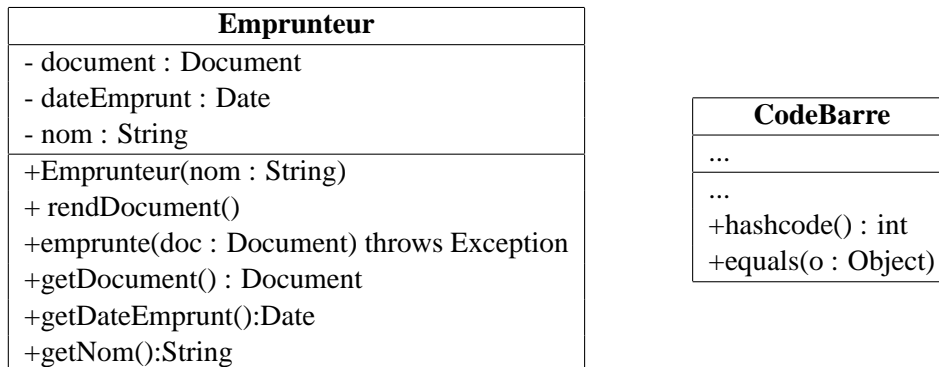 Emprunteur
- document : Document
- dateEmprunt : Date
- nom : String
+Emprunteur(nom : String)
+ rendDocument()
+emprunte(doc : Document) throws Exception
+getDocument() : Document
+getDateEmprunt():Date
+getNom():String
CodeBarre
...
...
+hashcode() : int
+equals(o : Object)